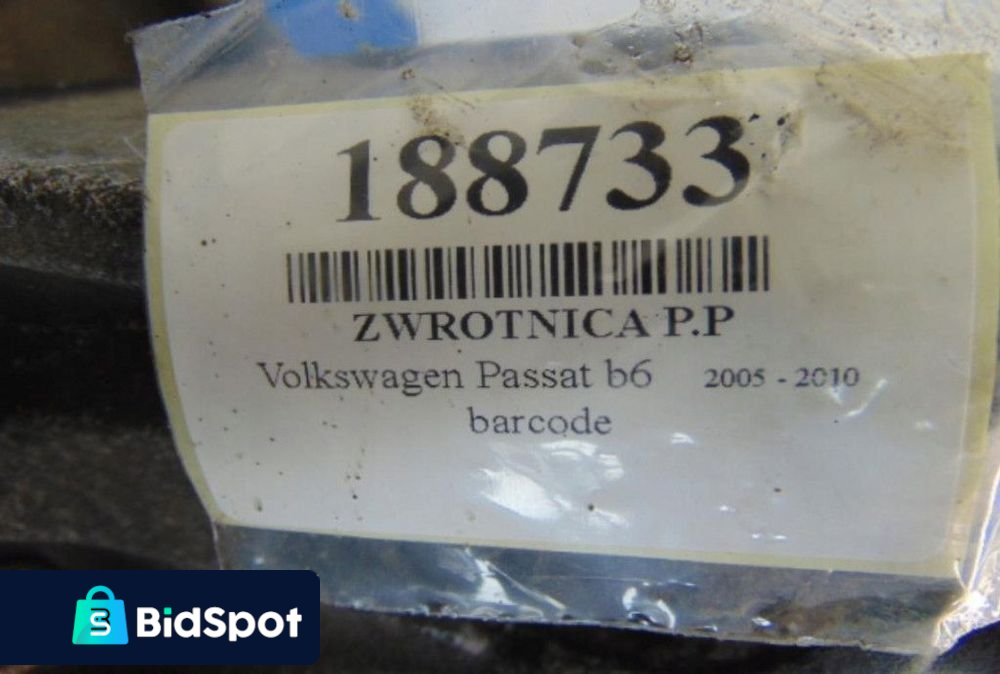 188733
ZWROTNICA P.P
Volkswagen Passat b6 2005 - 2010
barcode
BidSpot